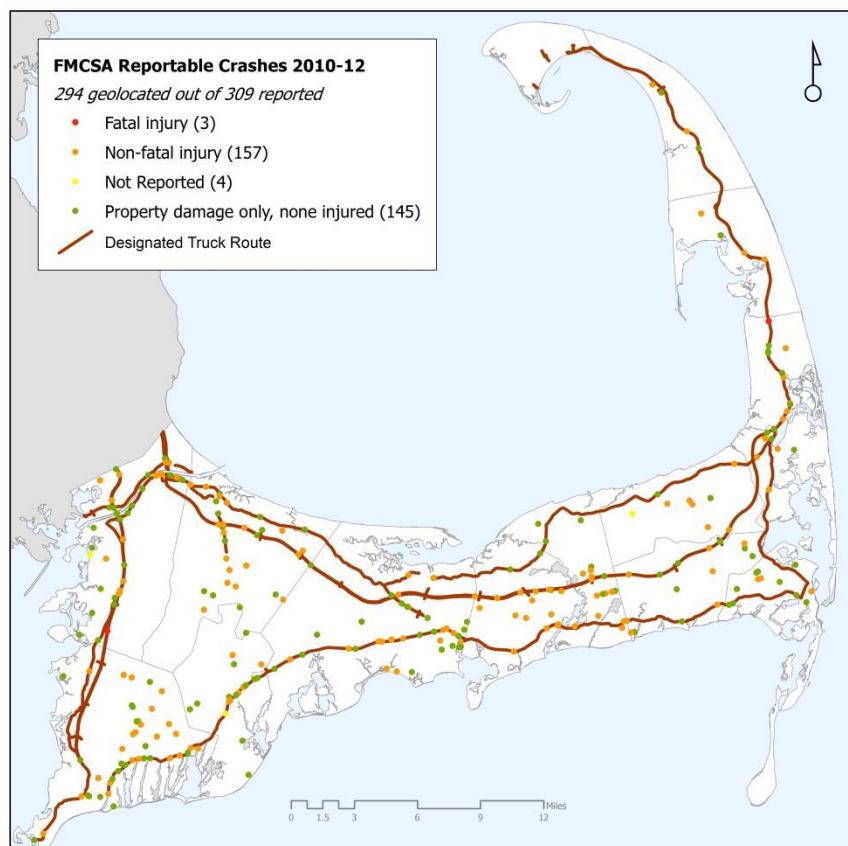 FMCSA Reportable Crashes 2010-12
294 geolocated out of 309 reported
Fatal injury (3)
Non-fatal injury (157)
Not Reported (4)
Property damage only, none injured (145)
Designated Truck Route
Miles
0 1.5 3 6 9 12